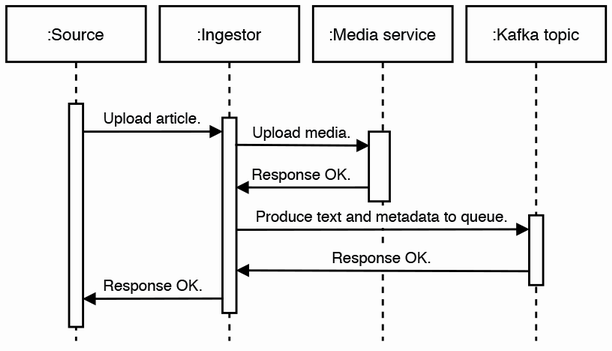 :Source
:Ingestor
:Media service
:Kafka topic
Upload article.
Upload media.
Response OK.
Produce text and metadata to queue.
Response OK.
Response OK.